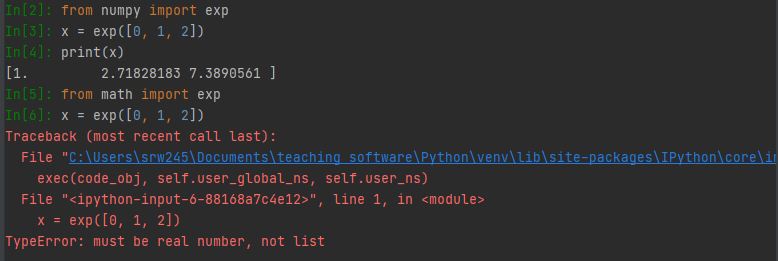 In[2]: from numpy import exp
In[3]: x = exp([0, 1, 2])
In[4]: print(x)
[1.         2.71828183 7.3890561 ]
In[5]: from math import exp
In[6]: x = exp([0, 1, 2])
Traceback (most recent call last):
  File "C:\Users\srw245\Documents\teaching_software\Python\venv\lib\site-packages\IPython\core\in
    exec(code_obj, self.user_global_ns, self.user_ns)
  File "<ipython-input-6-88168a7c4e12>", line 1, in <module>
    x = exp([0, 1, 2])
TypeError: must be real number, not list